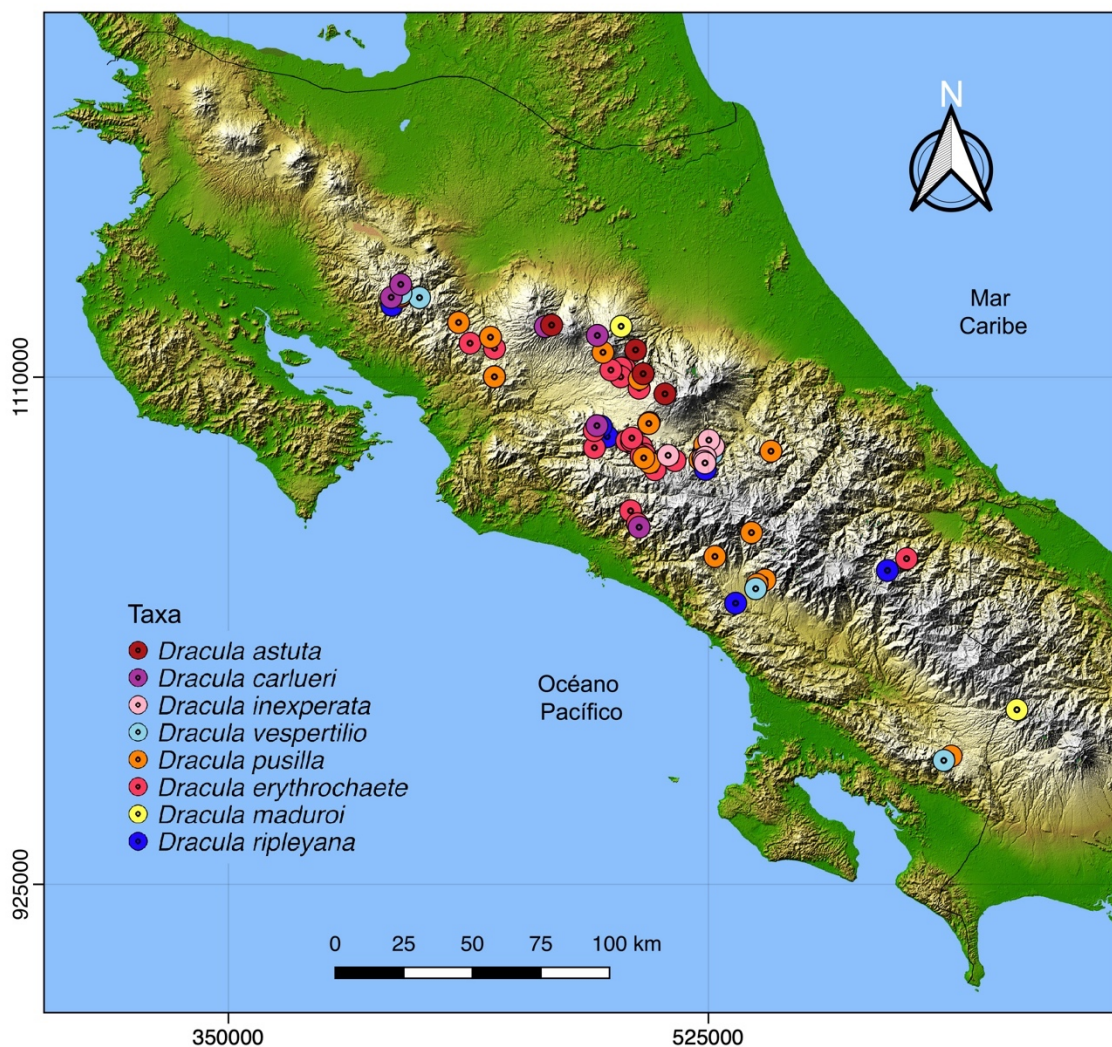 N
Mar
Caribe
1110000
Taxa
Dracula astuta
Dracula carlueri
Dracula inexperata
Dracula vespertilio
Dracula pusilla
Dracula erythrochaete
Dracula maduroi
Dracula ripleyana
Océano
Pacífico
925000
0 25 50 75 100 km
350000 525000